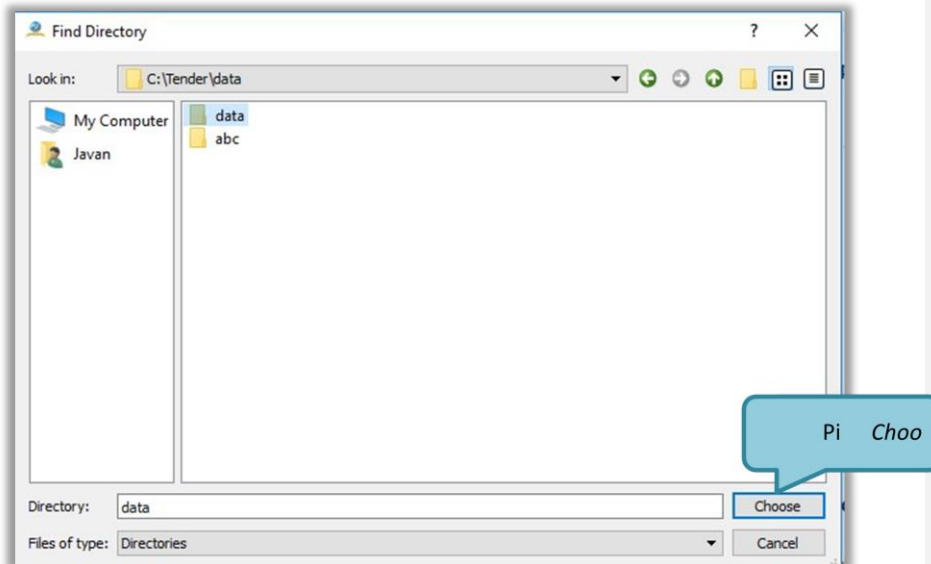 Find Directory
Look in: C:\Tender\data
My Computer
Javan
data
abc
Pi Choo
Directory: data Choose
Files of type: Directories Cancel